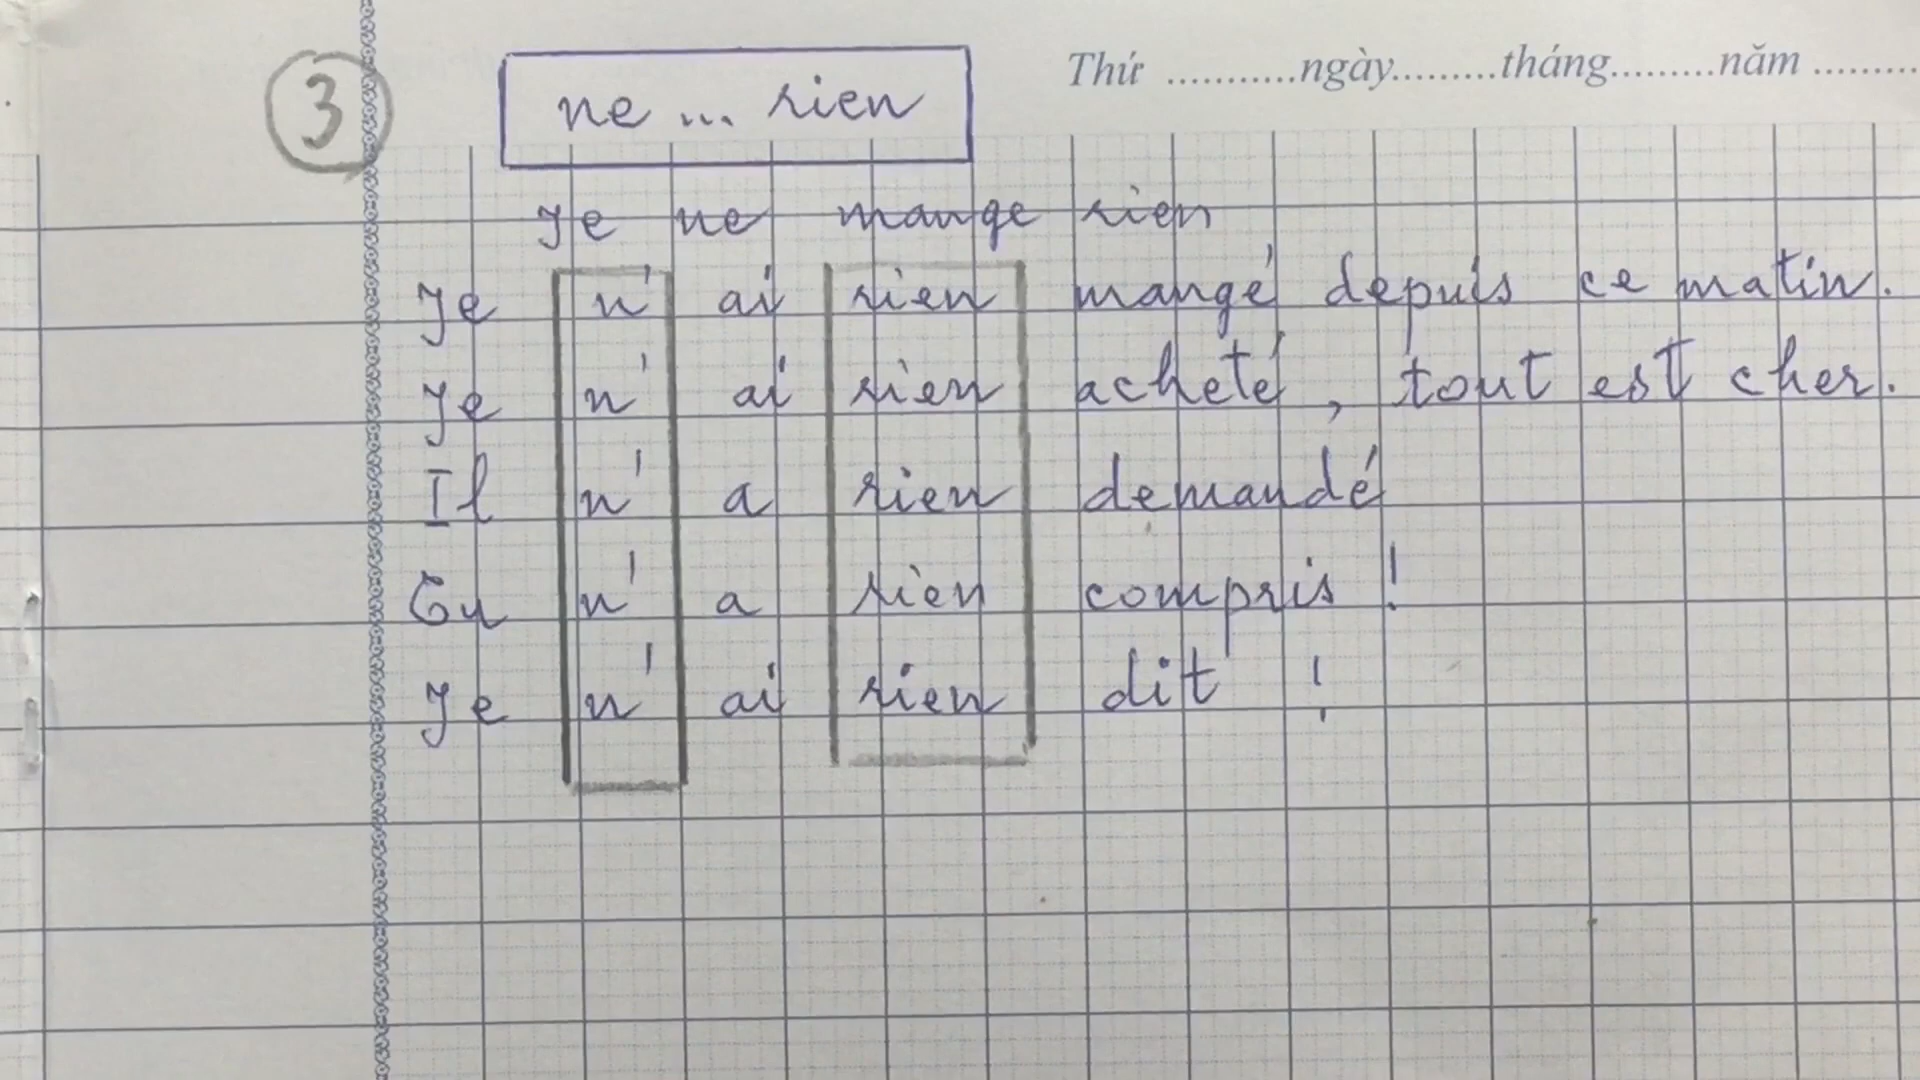 Thứ ...........ngày.........tháng.........năm .........
3
ne ... rien
Je ne mange rien
Je n' ai rien mangé depuis ce matin.
Je n' ai rien acheté, tout est cher.
Il n' a rien demandé
Tu n' a rien compris !
Je n' ai rien dit !